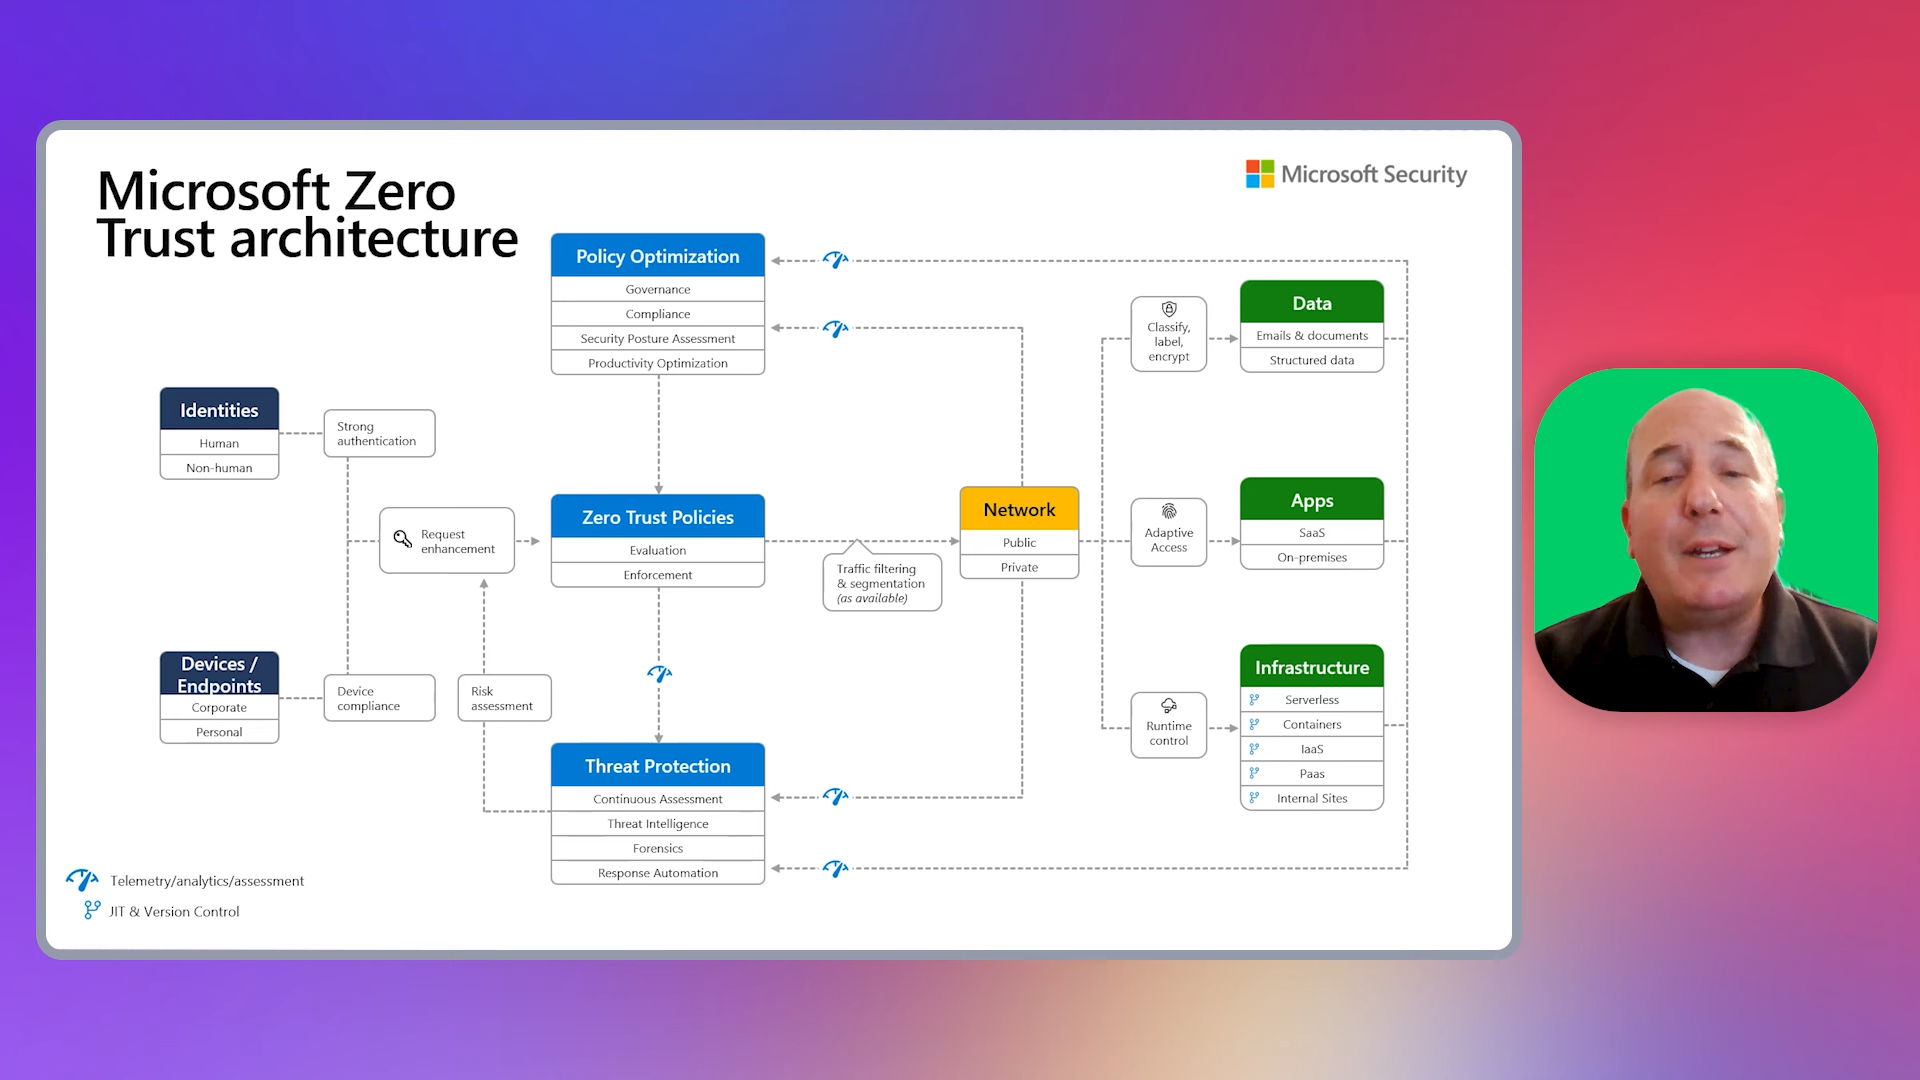 Microsoft Zero
Trust architecture
Microsoft Security
Policy Optimization
Governance
Compliance
Security Posture Assessment
Productivity Optimization
Identities
Human
Non-human
Strong
authentication
Request
enhancement
Zero Trust Policies
Evaluation
Enforcement
Traffic filtering
& segmentation
(as available)
Network
Public
Private
Classify,
label,
encrypt
Data
Emails & documents
Structured data
Adaptive
Access
Apps
SaaS
On-premises
Devices /
Endpoints
Corporate
Personal
Device
compliance
Risk
assessment
Threat Protection
Continuous Assessment
Threat Intelligence
Forensics
Response Automation
Runtime
control
Infrastructure
Serverless
Containers
IaaS
Paas
Internal Sites
Telemetry/analytics/assessment
JIT & Version Control